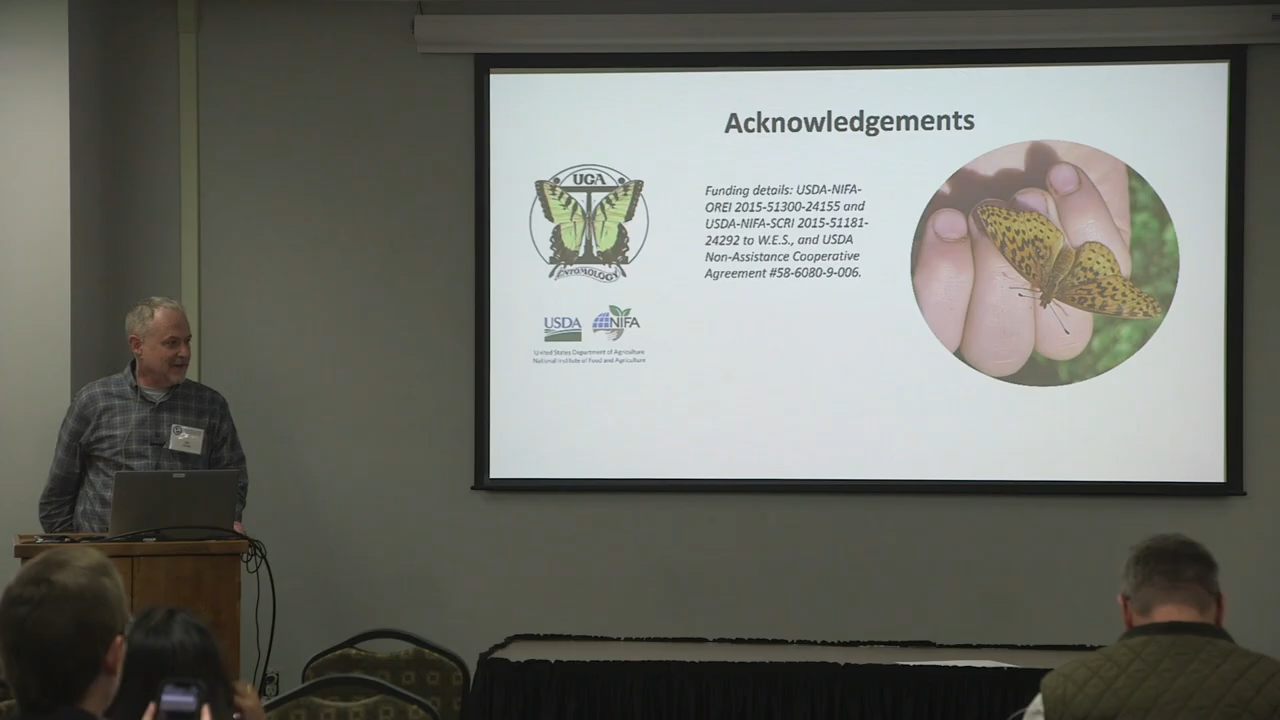 Acknowledgements
UGA
ENTOMOLOGY
Funding details: USDA-NIFA-
OREI 2015-51300-24155 and
USDA-NIFA-SCRI 2015-51181-
24292 to W.E.S., and USDA
Non-Assistance Cooperative
Agreement #58-6080-9-006.
USDA NIFA
United States Department of Agriculture
National Institute of Food and Agriculture